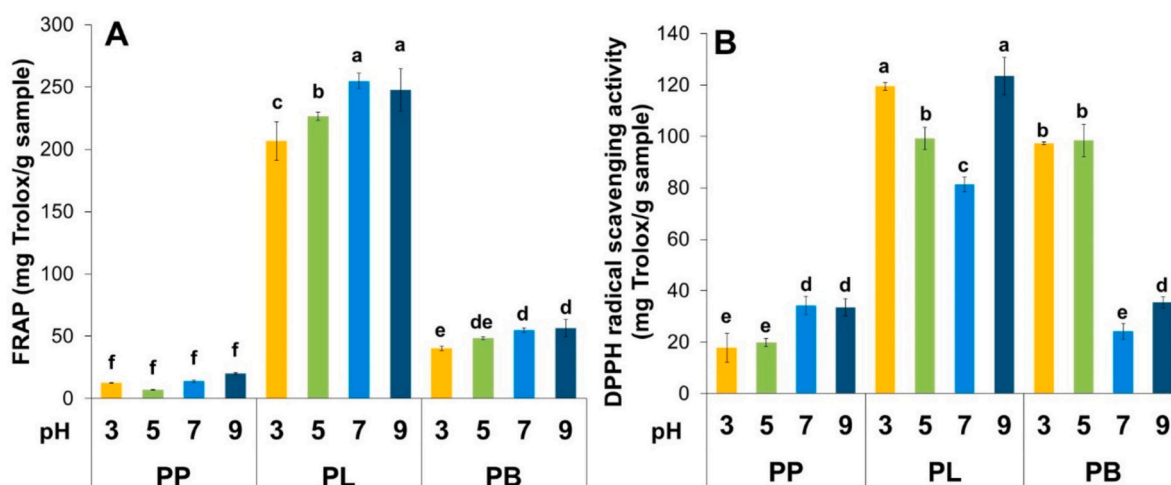 A
FRAP (mg Trolox/g sample)
300
250
200
150
100
50
0
f f f f c b a a e de d d
pH 3 5 7 9 3 5 7 9 3 5 7 9
PP PL PB
B
DPPH radical scavenging activity
(mg Trolox/g sample)
140
120
100
80
60
40
20
0
e e d d a b c a b b e d
pH 3 5 7 9 3 5 7 9 3 5 7 9
PP PL PB